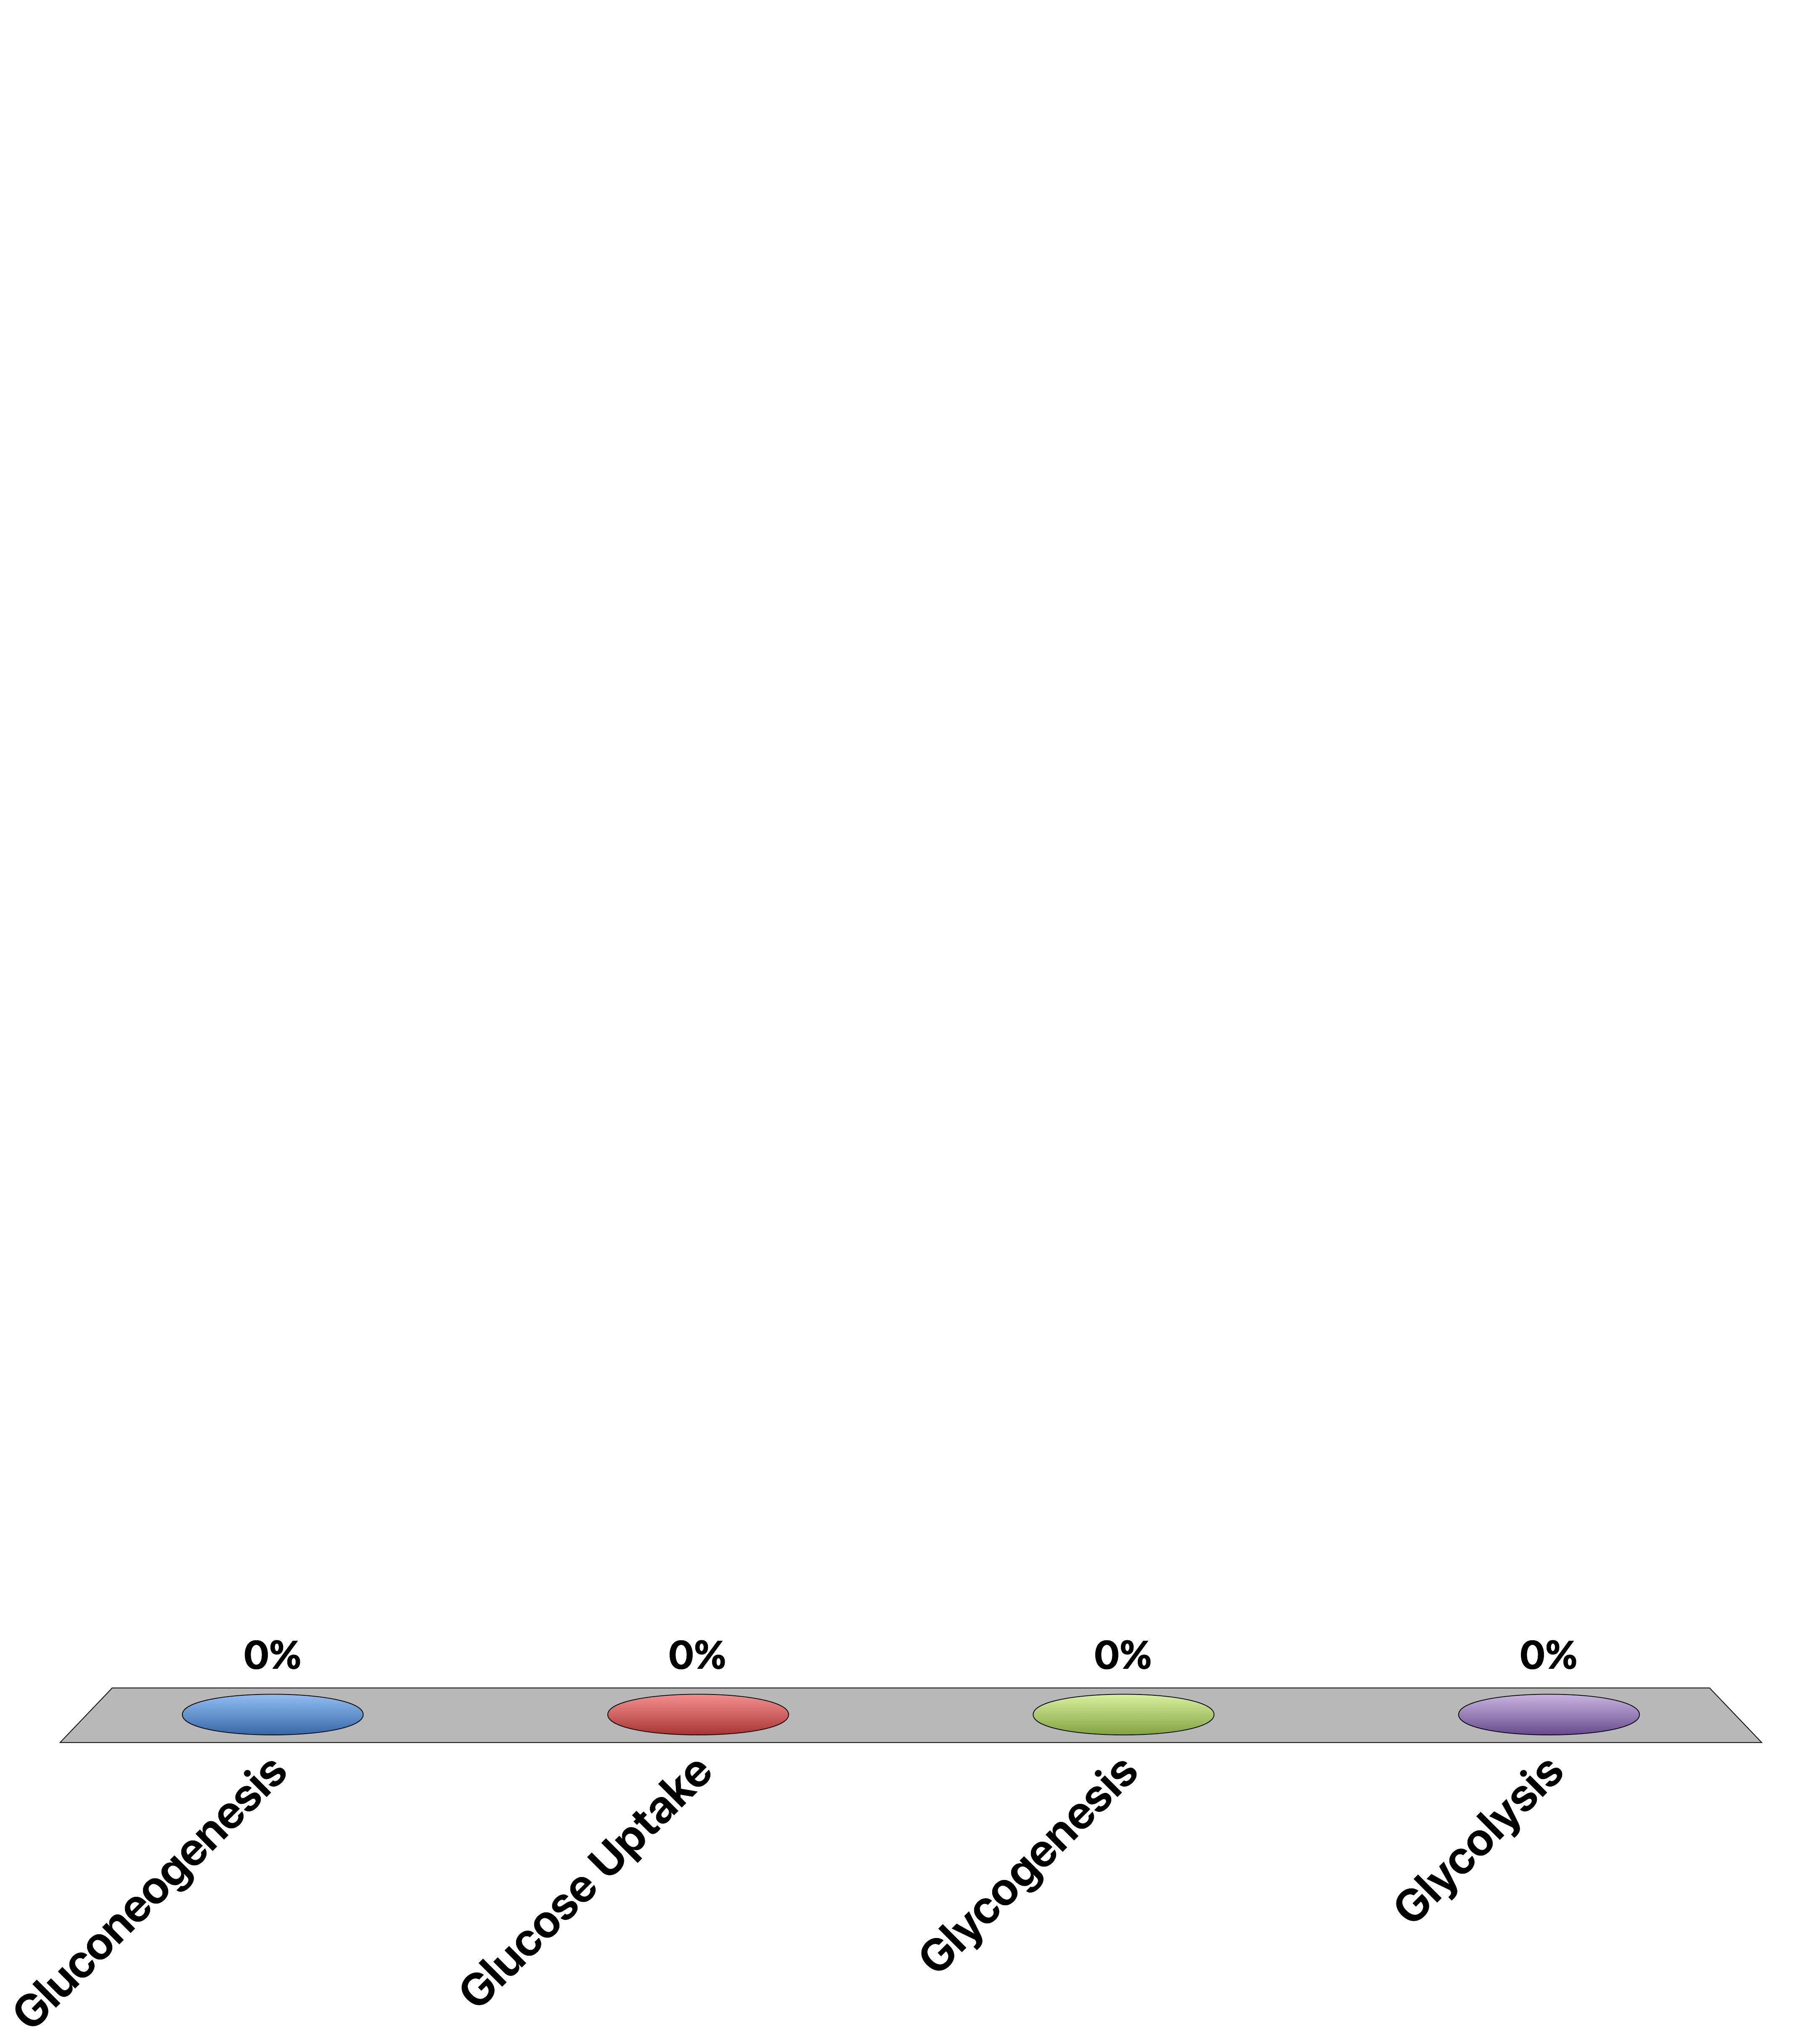 0%
0%
0%
0%
Gluconeogenesis
Glucose Uptake
Glycogenesis
Glycolysis